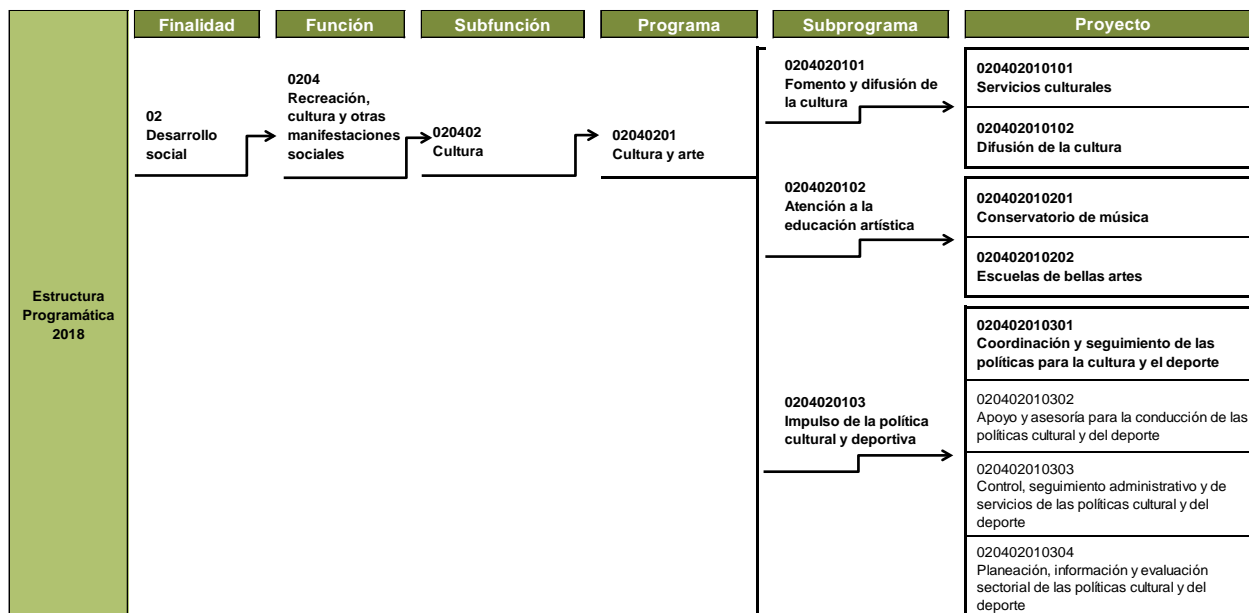 Finalidad
Función
Subfunción
Programa
Subprograma
Proyecto
Estructura
Programática
2018
02
Desarrollo
social
0204
Recreación,
cultura y otras
manifestaciones
sociales
020402
Cultura
02040201
Cultura y arte
0204020101
Fomento y difusión de
la cultura
020402010101
Servicios culturales
020402010102
Difusión de la cultura
0204020102
Atención a la
educación artística
020402010201
Conservatorio de música
020402010202
Escuelas de bellas artes
0204020103
Impulso de la política
cultural y deportiva
020402010301
Coordinación y seguimiento de las
políticas para la cultura y el deporte
020402010302
Apoyo y asesoría para la conducción de las
políticas cultural y del deporte
020402010303
Control, seguimiento administrativo y de
servicios de las políticas cultural y del
deporte
020402010304
Planeación, información y evaluación
sectorial de las políticas cultural y del
deporte